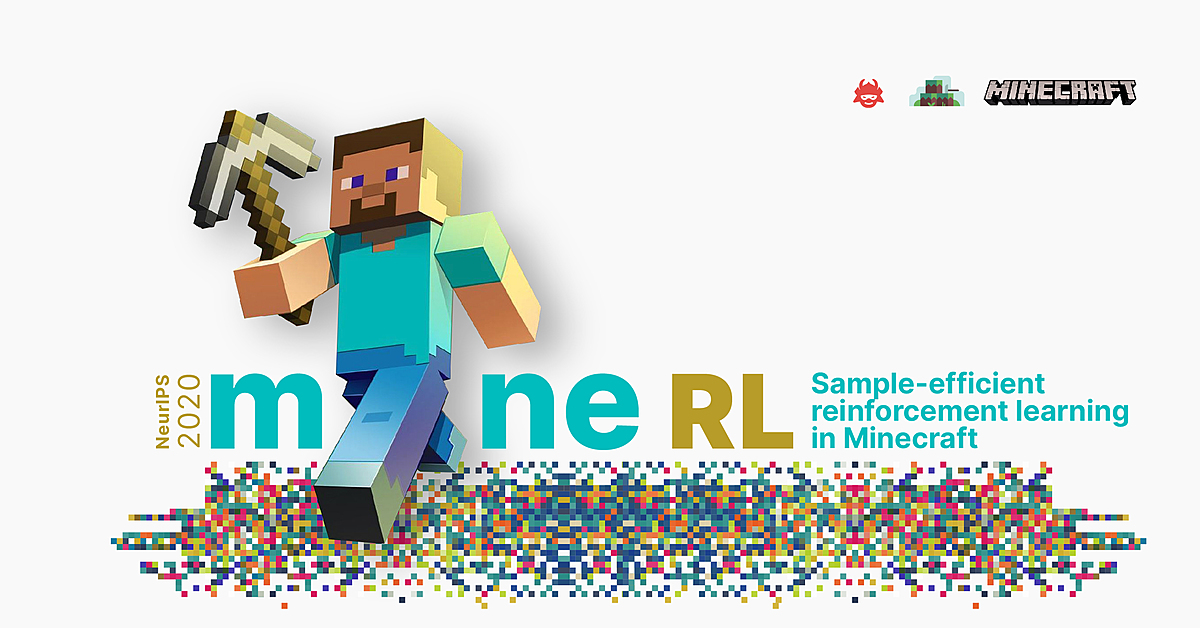 MINECRAFT
NeurIPS
2020
m ne RL
Sample-efficient
reinforcement learning
in Minecraft